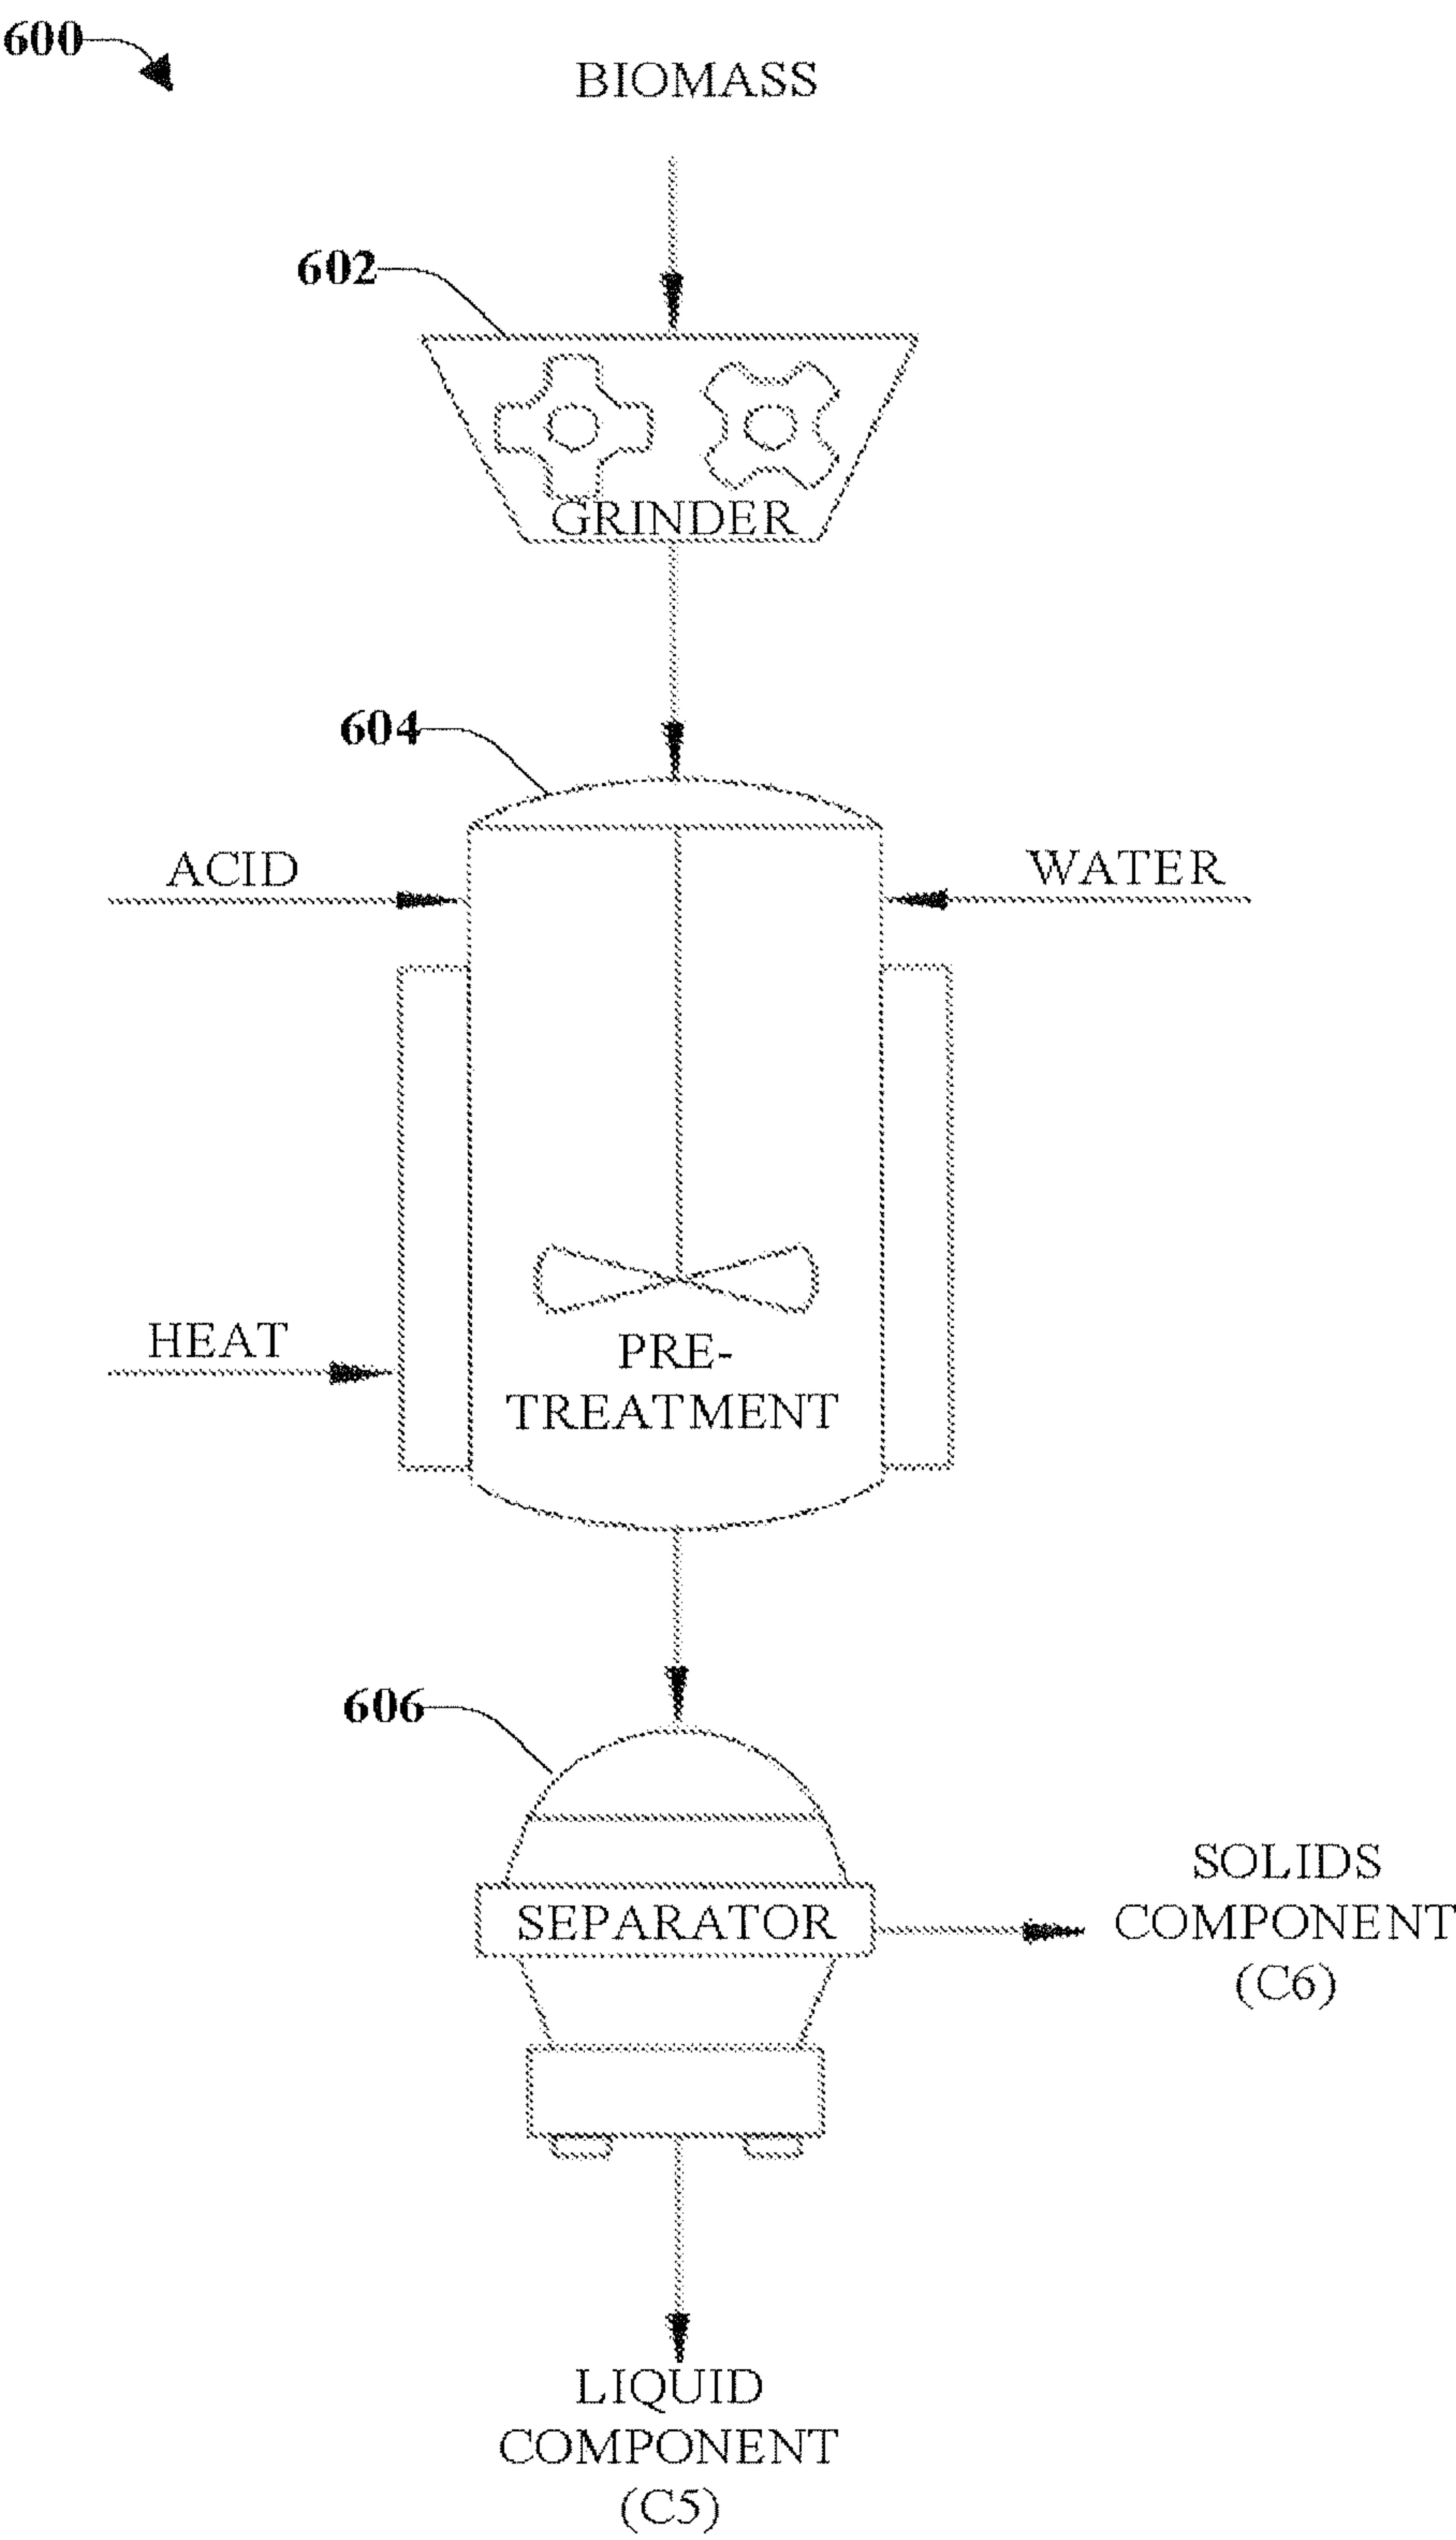 600
BIOMASS
602
GRINDER
604
ACID
WATER
HEAT
PRE-
TREATMENT
606
SEPARATOR
SOLIDS
COMPONENT
(C6)
LIQUID
COMPONENT
(C5)